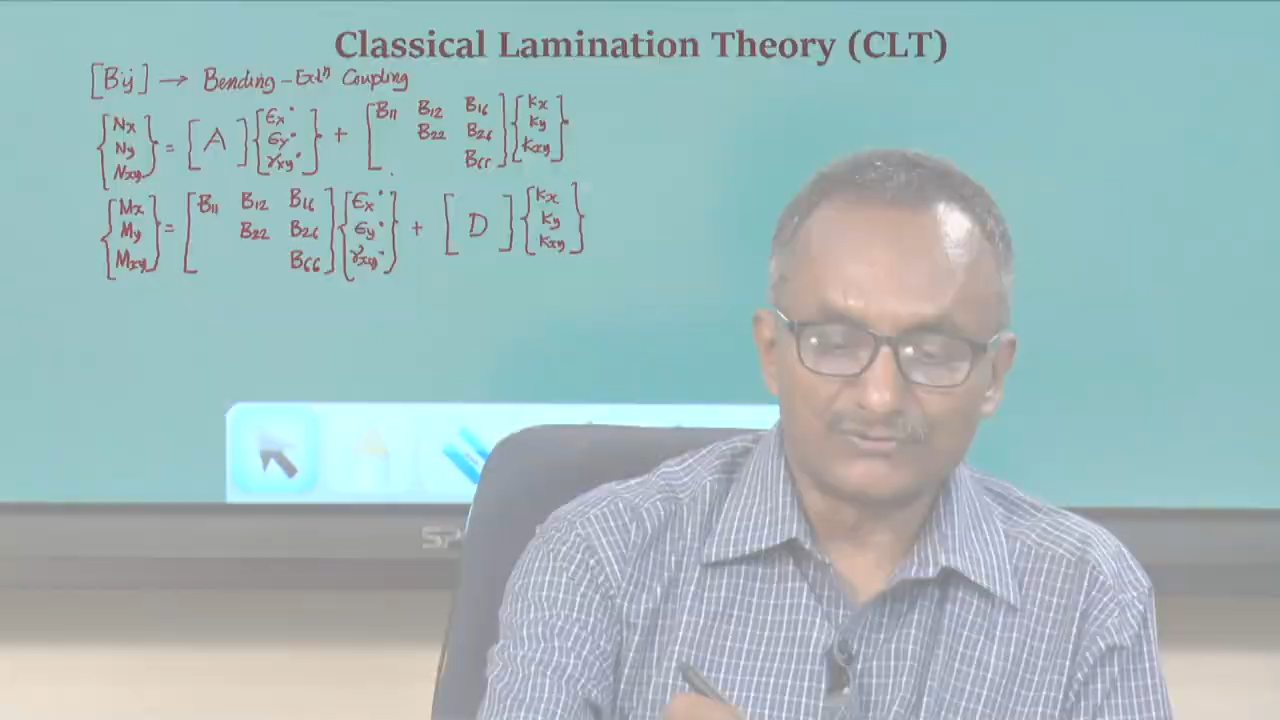 Classical Lamination Theory (CLT)
[Bij] → Bending-Extⁿ Coupling
{Nx Ny Nxy} = [A] {εx° εy° γxy°} + [B11 B12 B16 B22 B26 B66] {kx ky kxy}
{Mx My Mxy} = [B11 B12 B16 B22 B26 B66] {εx° εy° γxy°} + [D] {kx ky kxy}